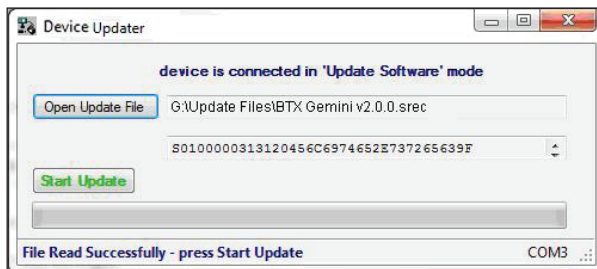 Device Updater
device is connected in 'Update Software' mode
Open Update File G:\Update Files\BTX Gemini v2.0.0.srec
S0100000313120456C6974652E737265639F
Start Update
File Read Successfully - press Start Update COM3